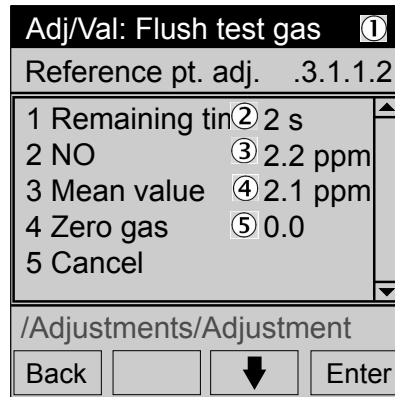 Adj/Val: Flush test gas ①
Reference pt. adj. .3.1.1.2
1 Remaining tim ② 2 s
2 NO ③ 2.2 ppm
3 Mean value ④ 2.1 ppm
4 Zero gas ⑤ 0.0
5 Cancel
/Adjustments/Adjustment
Back Enter